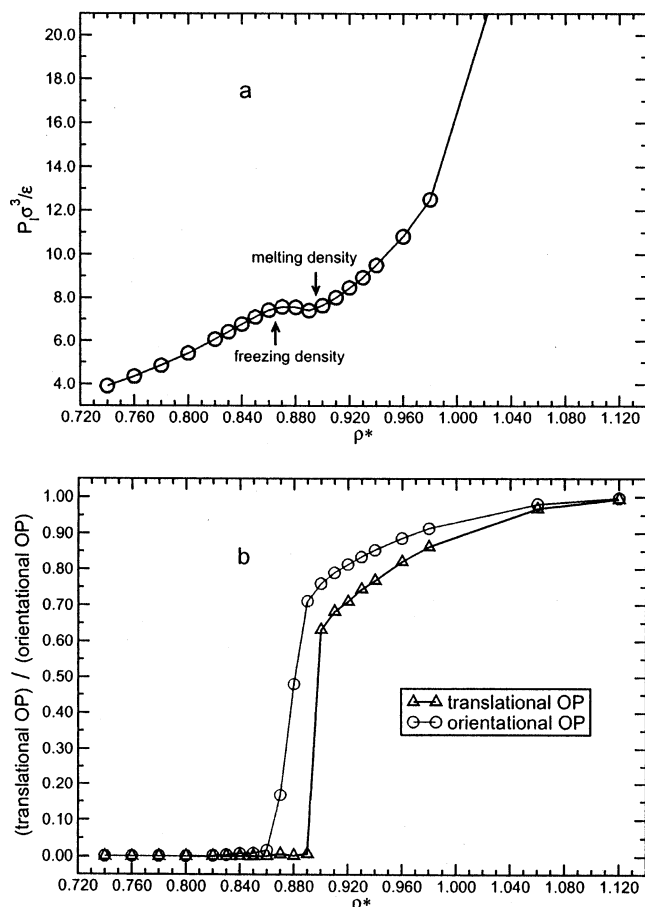 a
20.0
18.0
16.0
14.0
12.0
10.0
8.0
6.0
4.0
P_l σ³/ε
melting density
freezing density
0.720 0.760 0.800 0.840 0.880 0.920 0.960 1.000 1.040 1.080 1.120
ρ*
b
1.00
0.90
0.80
0.70
0.60
0.50
0.40
0.30
0.20
0.10
0.00
(translational OP) / (orientational OP)
translational OP
orientational OP
0.720 0.760 0.800 0.840 0.880 0.920 0.960 1.000 1.040 1.080 1.120
ρ*